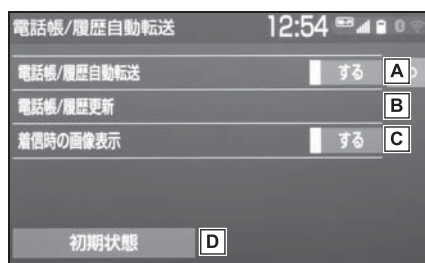 電話帳/履歴自動転送 12:54
電話帳/履歴自動転送 する A
電話帳/履歴更新 B
着信時の画像表示 する C
初期状態 D